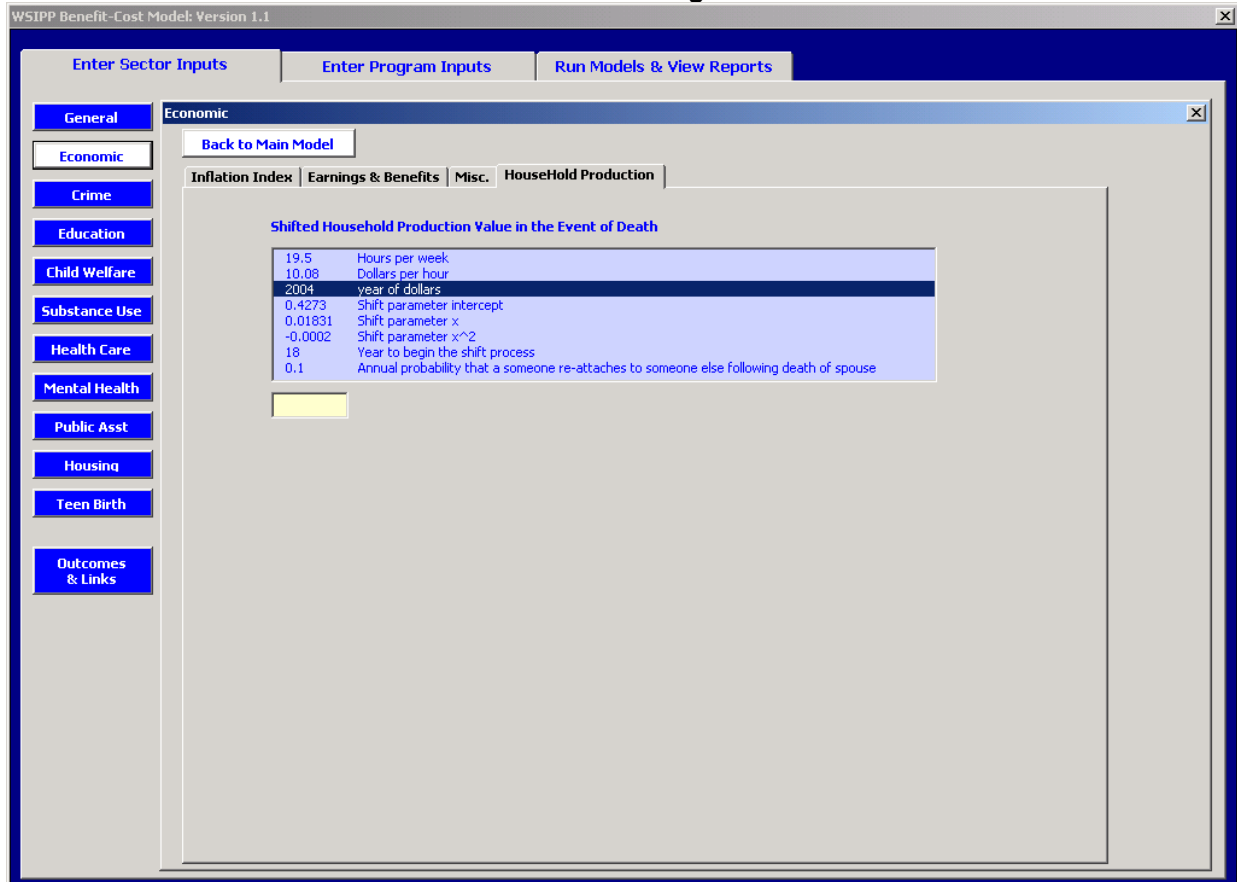 WSIPP Benefit-Cost Model: Version 1.1
Enter Sector Inputs
Enter Program Inputs
Run Models & View Reports
General
Economic
Crime
Education
Child Welfare
Substance Use
Health Care
Mental Health
Public Asst
Housing
Teen Birth
Outcomes
& Links
Economic
Back to Main Model
Inflation Index
Earnings & Benefits
Misc.
HouseHold Production
Shifted Household Production Value in the Event of Death
19.5 Hours per week
10.08 Dollars per hour
2004 year of dollars
0.4273 Shift parameter intercept
0.01831 Shift parameter x
-0.0002 Shift parameter x^2
18 Year to begin the shift process
0.1 Annual probability that a someone re-attaches to someone else following death of spouse